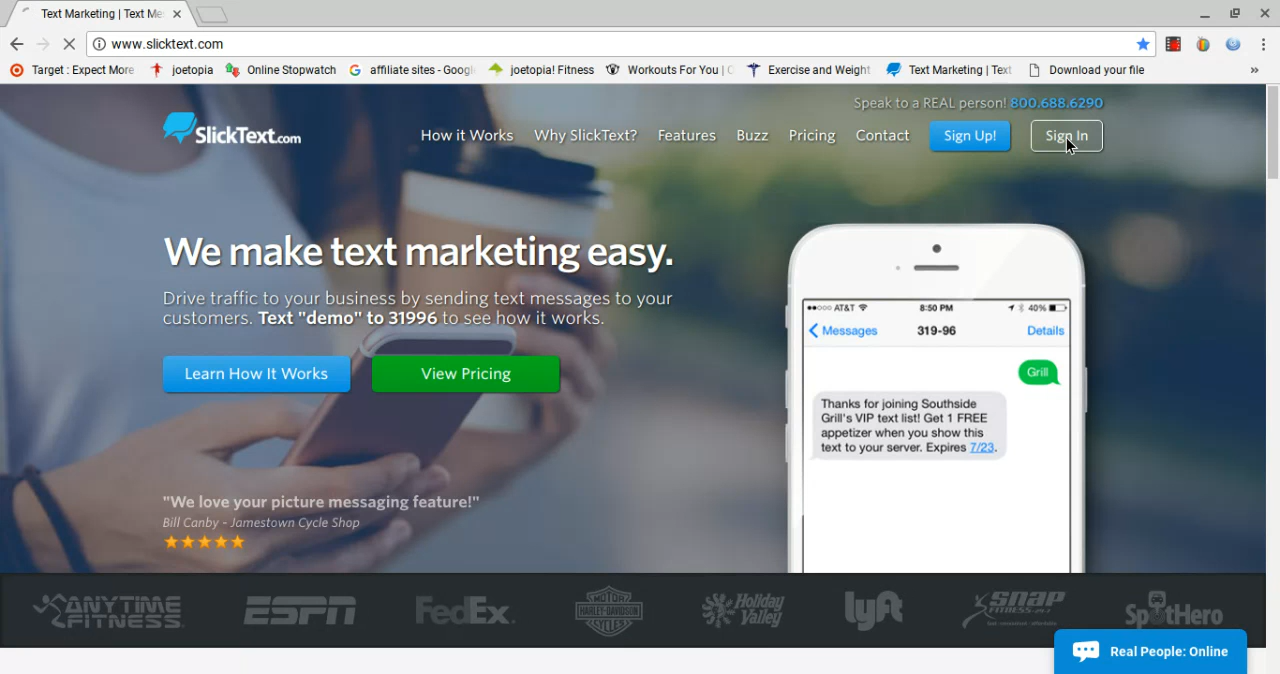 Text Marketing | Text Me
www.slicktext.com
Target : Expect More
joetopia
Online Stopwatch
affiliate sites - Goog
joetopia! Fitness
Workouts For You |
Exercise and Weight
Text Marketing | Text
Download your file
»
Speak to a REAL person! 800.688.6290
SlickText.com
How it Works
Why SlickText?
Features
Buzz
Pricing
Contact
Sign Up!
Sign In
We make text marketing easy.
Drive traffic to your business by sending text messages to your
customers. Text "demo" to 31996 to see how it works.
Learn How It Works
View Pricing
AT&T
8:50 PM
40%
Messages
319-96
Details
Grill
Thanks for joining Southside
Grill's VIP text list! Get 1 FREE
appetizer when you show this
text to your server. Expires 7/23.
"We love your picture messaging feature!"
Bill Canby - Jamestown Cycle Shop
ANYTIME
FITNESS
ESPN
FedEx
MOTOR
HARLEY-DAVIDSON
CYCLES
Holiday
Valley
lyft
SNAP
FITNESS
SpotHero
Real People: Online